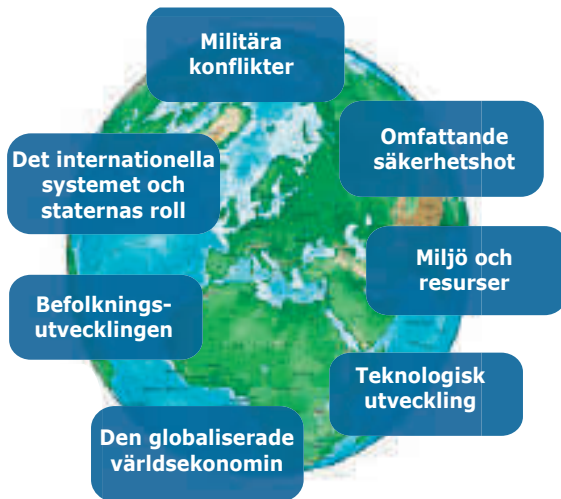 Militära
konflikter
Omfattande
säkerhetshot
Det internationella
systemet och
staternas roll
Miljö och
resurser
Befolknings-
utvecklingen
Teknologisk
utveckling
Den globaliserade
världsekonomin